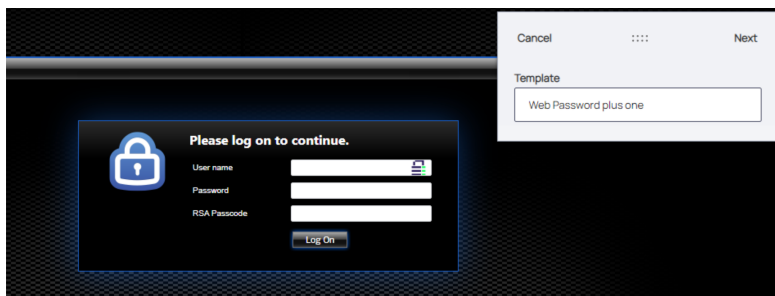 Cancel
Next
Template
Web Password plus one
Please log on to continue.
User name
Password
RSA Passcode
Log On